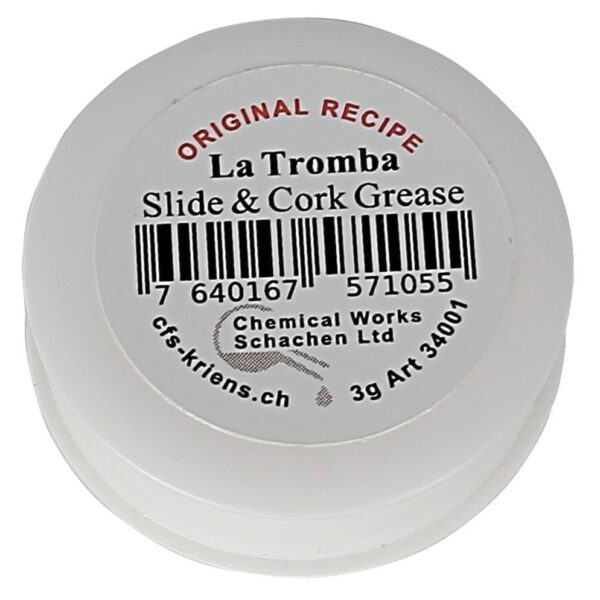 ORIGINAL RECIPE
La Tromba
Slide & Cork Grease
7 640167 571055
Chemical Works
Schachen Ltd
cfs-kriens.ch
3g Art 34001